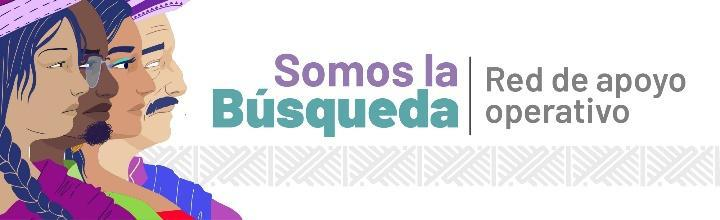 Somos la
Búsqueda
Red de apoyo
operativo